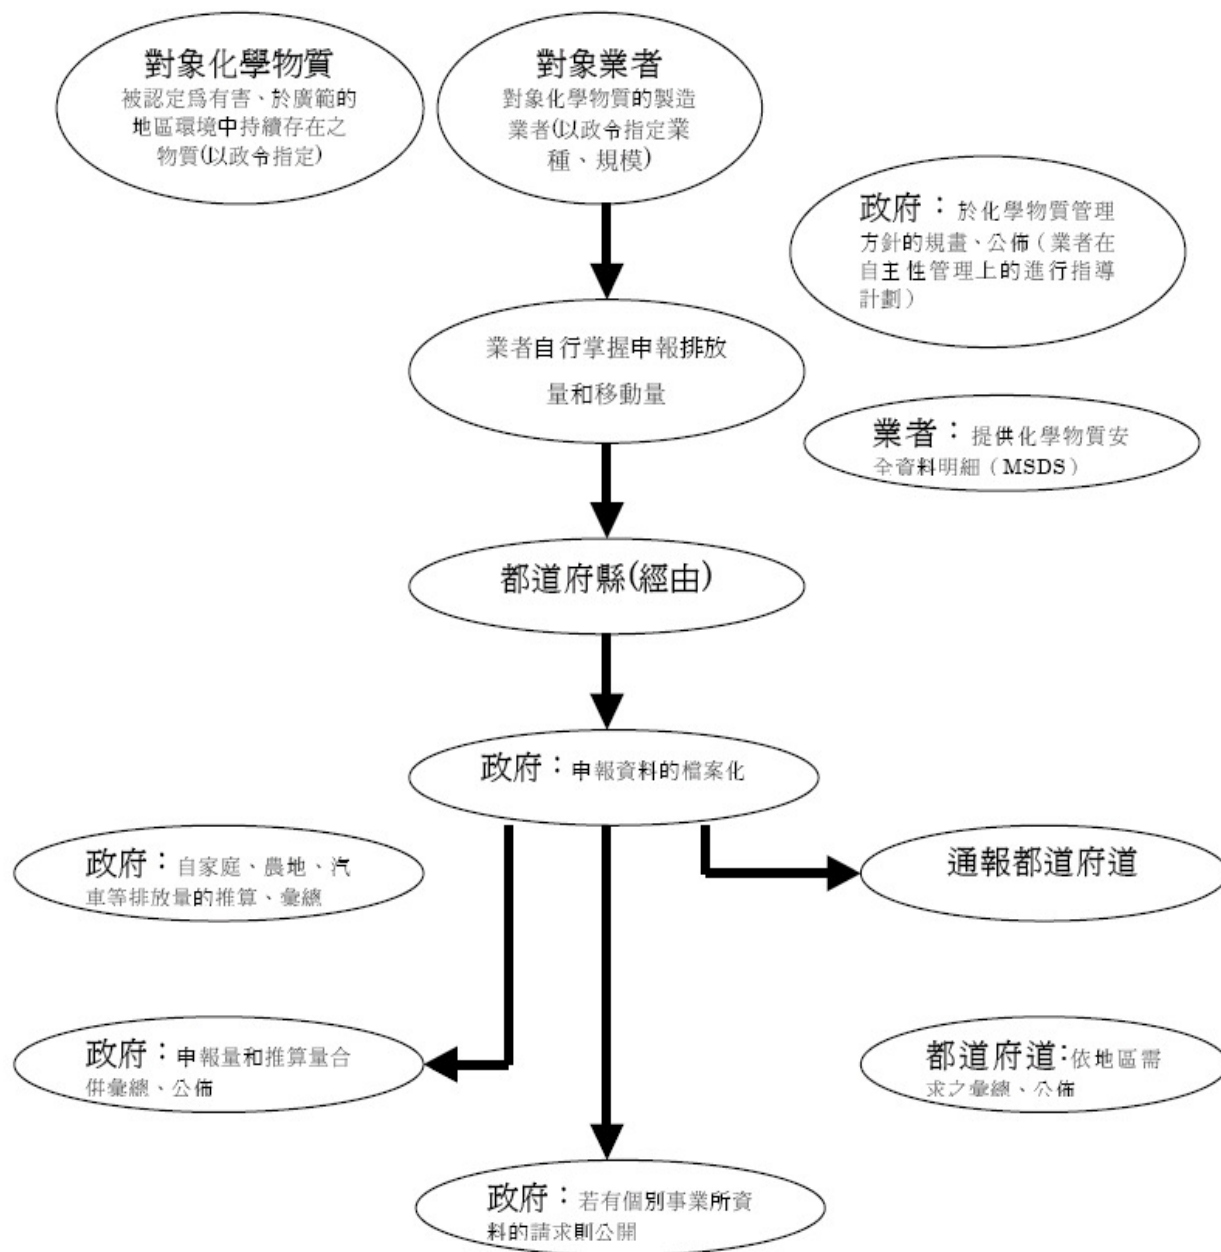 對象化學物質
被認定爲有害、於廣範的
地區環境中持續存在之
物質(以政令指定)
對象業者
對象化學物質的製造
業者(以政令指定業
種、規模)
政府：於化學物質管理
方針的規畫、公佈（業者在
自主性管理上的進行指導
計劃）
業者自行掌握申報排放
量和移動量
業者：提供化學物質安
全資料明細（MSDS）
都道府縣(經由)
政府：申報資料的檔案化
政府：自家庭、農地、汽
車等排放量的推算、彙總
通報都道府道
政府：申報量和推算量合
併彙總、公佈
都道府道:依地區需
求之彙總、公佈
政府：若有個別事業所資
料的請求則公開